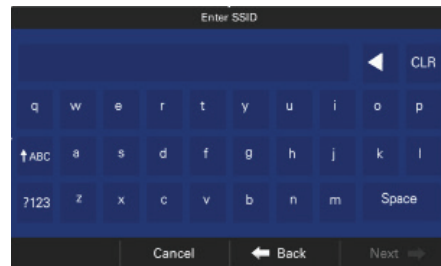 Enter SSID
CLR
q w e r t y u i o p
ABC a s d f g h j k l
?123 z x c v b n m Space
Cancel Back Next